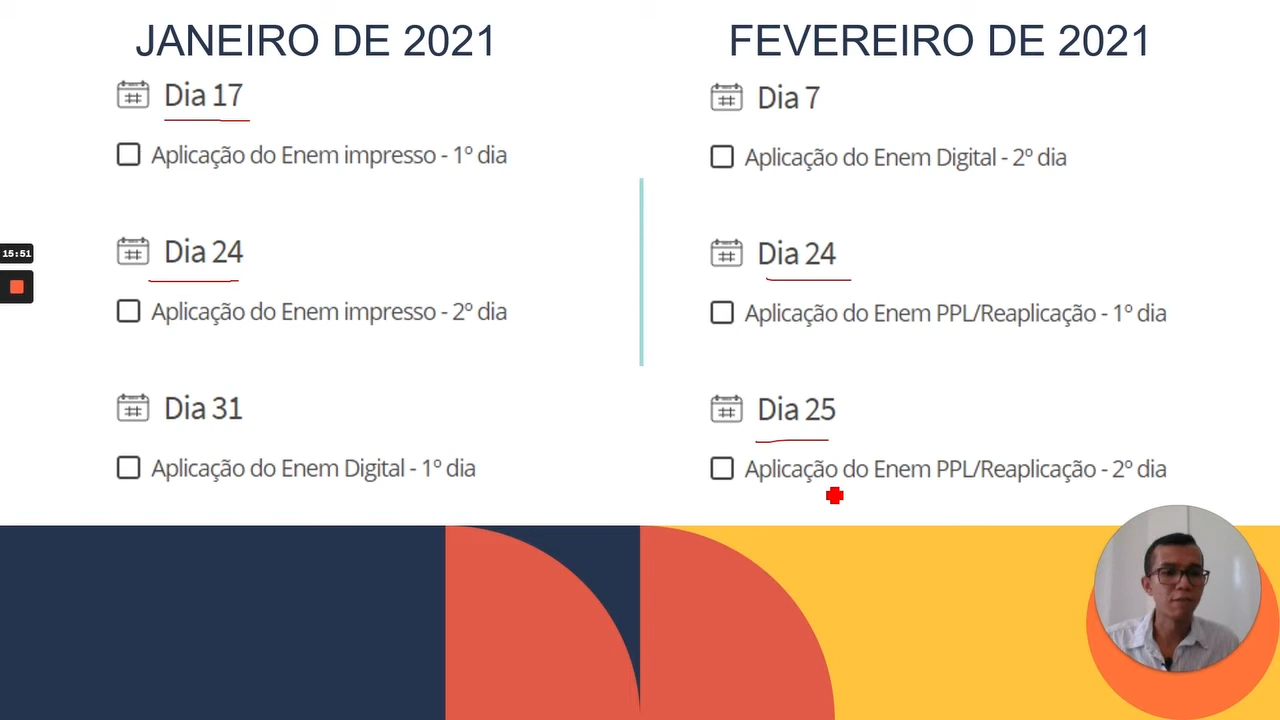 JANEIRO DE 2021
Dia 17
Aplicação do Enem impresso - 1º dia
Dia 24
Aplicação do Enem impresso - 2º dia
Dia 31
Aplicação do Enem Digital - 1º dia
FEVEREIRO DE 2021
Dia 7
Aplicação do Enem Digital - 2º dia
Dia 24
Aplicação do Enem PPL/Reaplicação - 1º dia
Dia 25
Aplicação do Enem PPL/Reaplicação - 2º dia
15:51